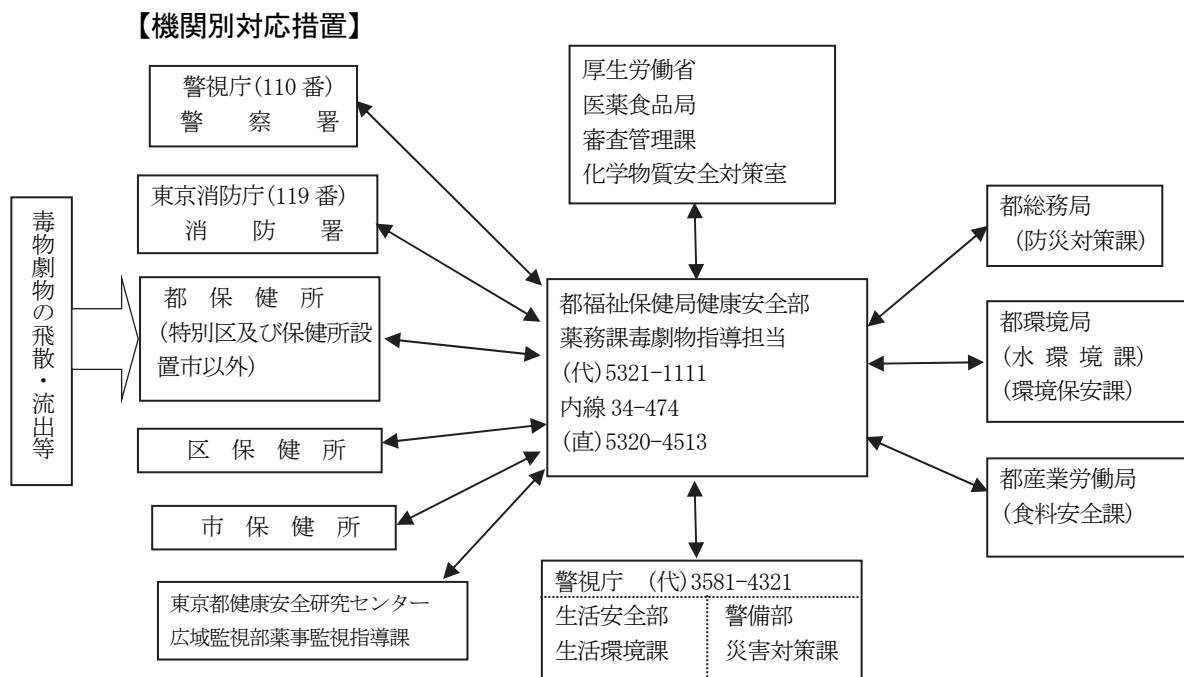 【機関別対応措置】
警視庁(110番)
警察署
東京消防庁(119番)
消防署
毒物劇物の飛散・流出等
都保健所
(特別区及び保健所設
置市以外)
区保健所
市保健所
東京都健康安全研究センター
広域監視部薬事監視指導課
厚生労働省
医薬食品局
審査管理課
化学物質安全対策室
都福祉保健局健康安全部
薬務課毒劇物指導担当
(代)5321-1111
内線34-474
(直)5320-4513
警視庁 (代)3581-4321
生活安全部
生活環境課
警備部
災害対策課
都総務局
(防災対策課)
都環境局
(水環境課)
(環境保安課)
都産業労働局
(食料安全課)